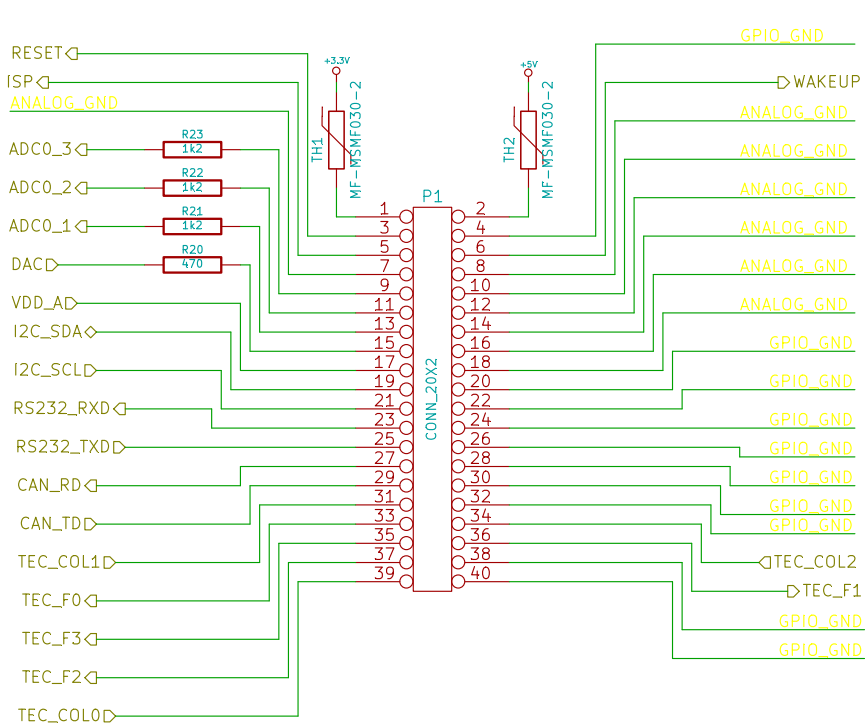 GPIO_GND
RESET
+3.3V
+5V
ISP
WAKEUP
ANALOG_GND
ANALOG_GND
R23
1k2
ADC0_3
TH1
MF-MSMF030-2
TH2
MF-MSMF030-2
ANALOG_GND
R22
1k2
ADC0_2
ANALOG_GND
P1
R21
1k2
ADC0_1
ANALOG_GND
R20
470
DAC
ANALOG_GND
VDD_A
ANALOG_GND
I2C_SDA
GPIO_GND
I2C_SCL
GPIO_GND
RS232_RXD
GPIO_GND
RS232_TXD
GPIO_GND
CAN_RD
GPIO_GND
GPIO_GND
CAN_TD
GPIO_GND
TEC_COL1
TEC_COL2
TEC_F0
TEC_F1
TEC_F3
GPIO_GND
TEC_F2
GPIO_GND
TEC_COL0
CONN_20X2
1 2
3 4
5 6
7 8
9 10
11 12
13 14
15 16
17 18
19 20
21 22
23 24
25 26
27 28
29 30
31 32
33 34
35 36
37 38
39 40